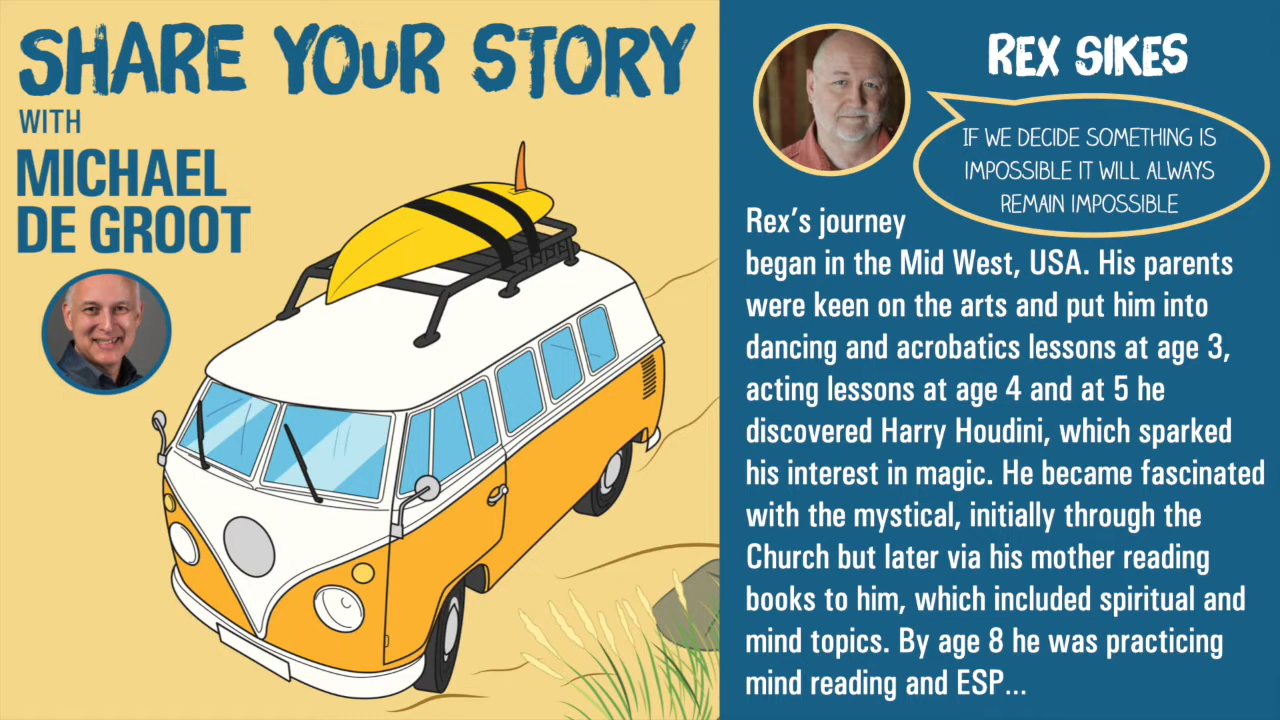 SHARE YOUR STORY
WITH
MICHAEL
DE GROOT
REX SIKES
IF WE DECIDE SOMETHING IS
IMPOSSIBLE IT WILL ALWAYS
REMAIN IMPOSSIBLE
Rex's journey
began in the Mid West, USA. His parents
were keen on the arts and put him into
dancing and acrobatics lessons at age 3,
acting lessons at age 4 and at 5 he
discovered Harry Houdini, which sparked
his interest in magic. He became fascinated
with the mystical, initially through the
Church but later via his mother reading
books to him, which included spiritual and
mind topics. By age 8 he was practicing
mind reading and ESP...